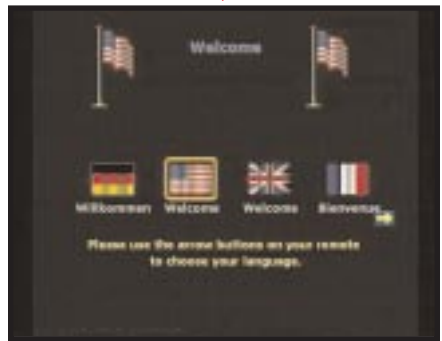 Welcome
Willkommen Welcome Welcome Bienvenue
Please use the arrow buttons on your remote
to choose your language.